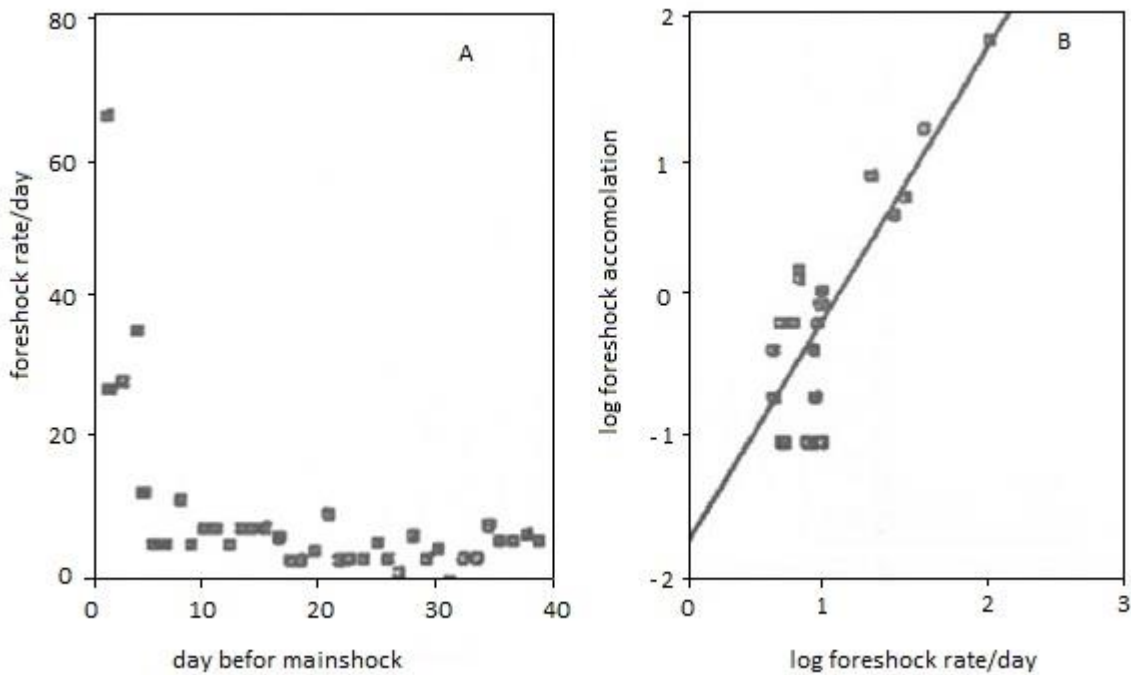 A
foreshock rate/day
80
60
40
20
0
0 10 20 30 40
day befor mainshock
B
log foreshock accomolation
2
1
0
-1
-2
0 1 2 3
log foreshock rate/day